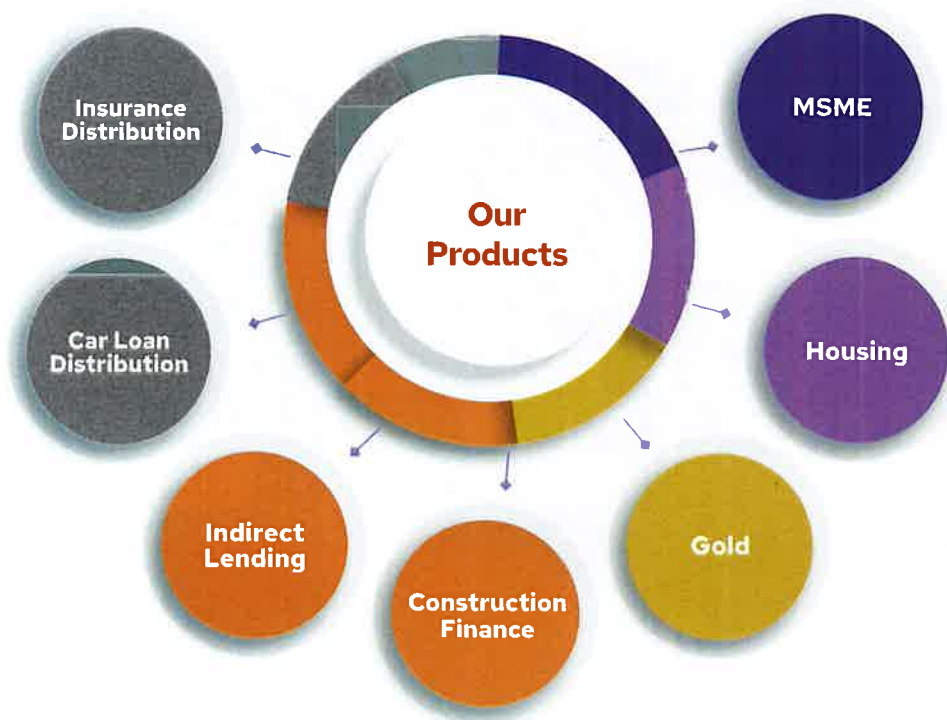 Our
Products
MSME
Housing
Gold
Construction
Finance
Indirect
Lending
Car Loan
Distribution
Insurance
Distribution